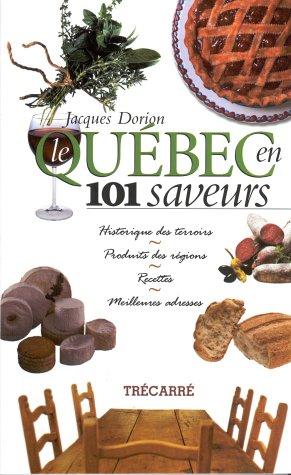 Jacques Dorion
le QUÉBEC en
101 saveurs
Historique des terroirs
~
Produits des régions
~
Recettes
~
Meilleures adresses
TRÉCARRÉ